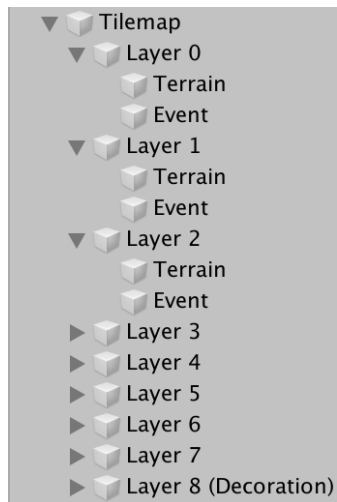 Tilemap
Layer 0
Terrain
Event
Layer 1
Terrain
Event
Layer 2
Terrain
Event
Layer 3
Layer 4
Layer 5
Layer 6
Layer 7
Layer 8 (Decoration)